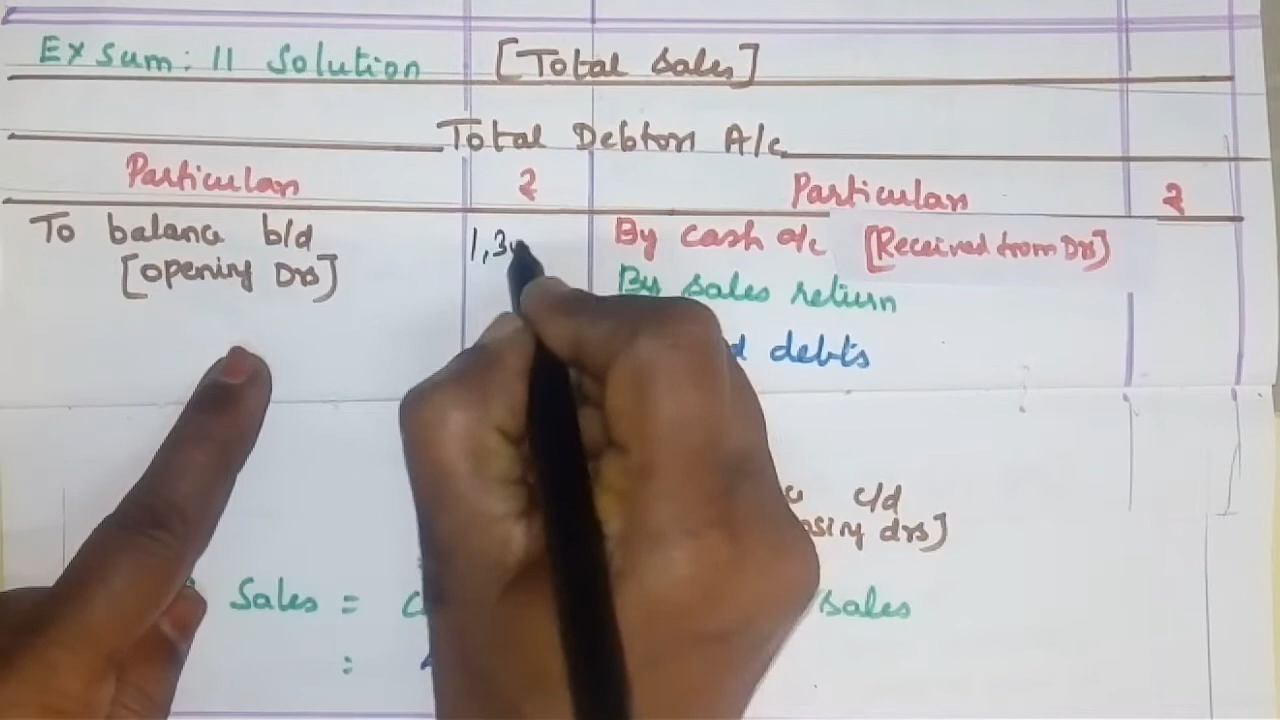 Ex sum: 11 Solution [Total Sales]
Total Debtors A/c
Particulars ₹ Particulars ₹
To balance b/d 1,3 By cash a/c [Received from Drs]
[opening Drs] By sales return
debts
c/d
drs]
Sales = sales
: